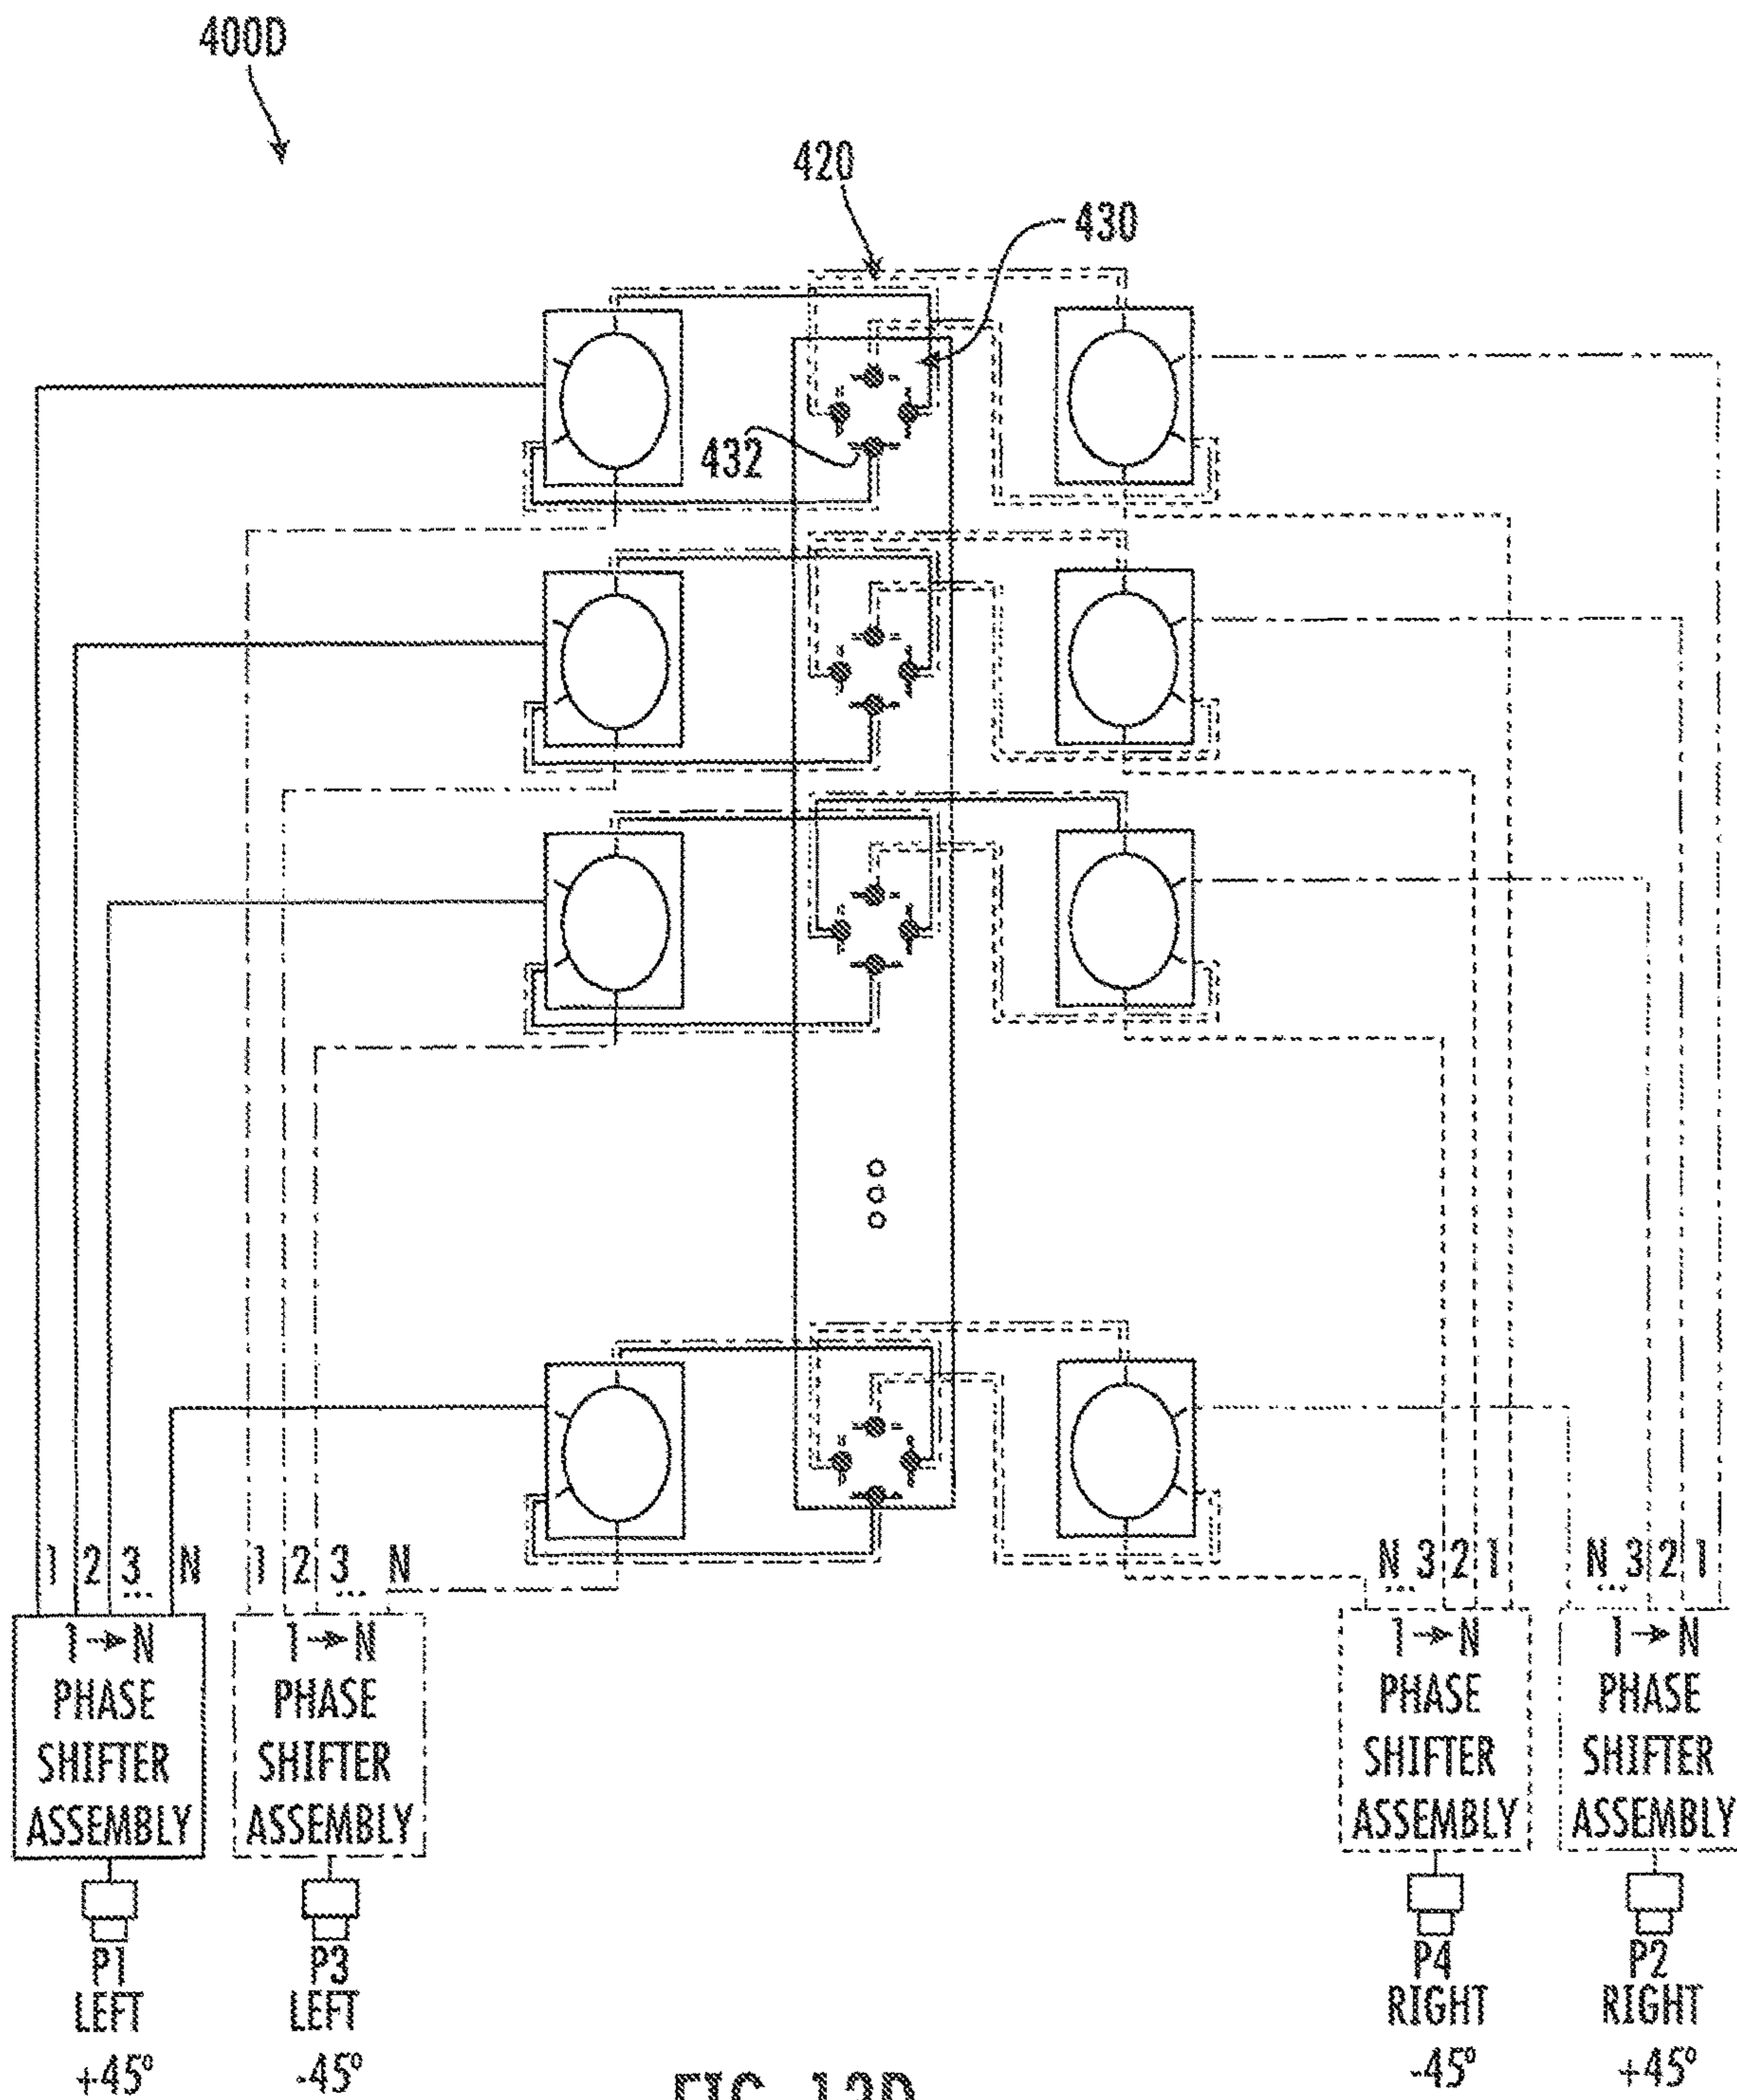 400D
420
430
432
1 2 3 ... N
1 2 3 ... N
N ... 3 2 1
N ... 3 2 1
1→N
PHASE
SHIFTER
ASSEMBLY
1→N
PHASE
SHIFTER
ASSEMBLY
1→N
PHASE
SHIFTER
ASSEMBLY
1→N
PHASE
SHIFTER
ASSEMBLY
P1
LEFT
+45°
P3
LEFT
-45°
P4
RIGHT
-45°
P2
RIGHT
+45°